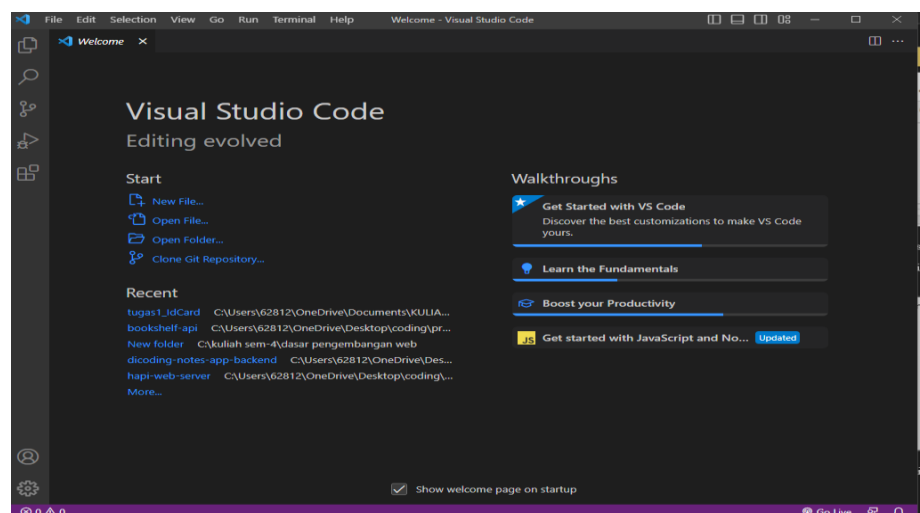 File Edit Selection View Go Run Terminal Help Welcome - Visual Studio Code
Welcome
Visual Studio Code
Editing evolved
Start
New File...
Open File...
Open Folder...
Clone Git Repository...
Recent
tugas1_IdCard C:\Users\62812\OneDrive\Documents\KULIA...
bookshelf-api C:\Users\62812\OneDrive\Desktop\coding\pr...
New folder C:\kuliah sem-4\dasar pengembangan web
dicoding-notes-app-backend C:\Users\62812\OneDrive\Des...
hapi-web-server C:\Users\62812\OneDrive\Desktop\coding\...
More...
Walkthroughs
Get Started with VS Code
Discover the best customizations to make VS Code
yours.
Learn the Fundamentals
Boost your Productivity
JS Get started with JavaScript and No... Updated
Show welcome page on startup
0 0 Go Live